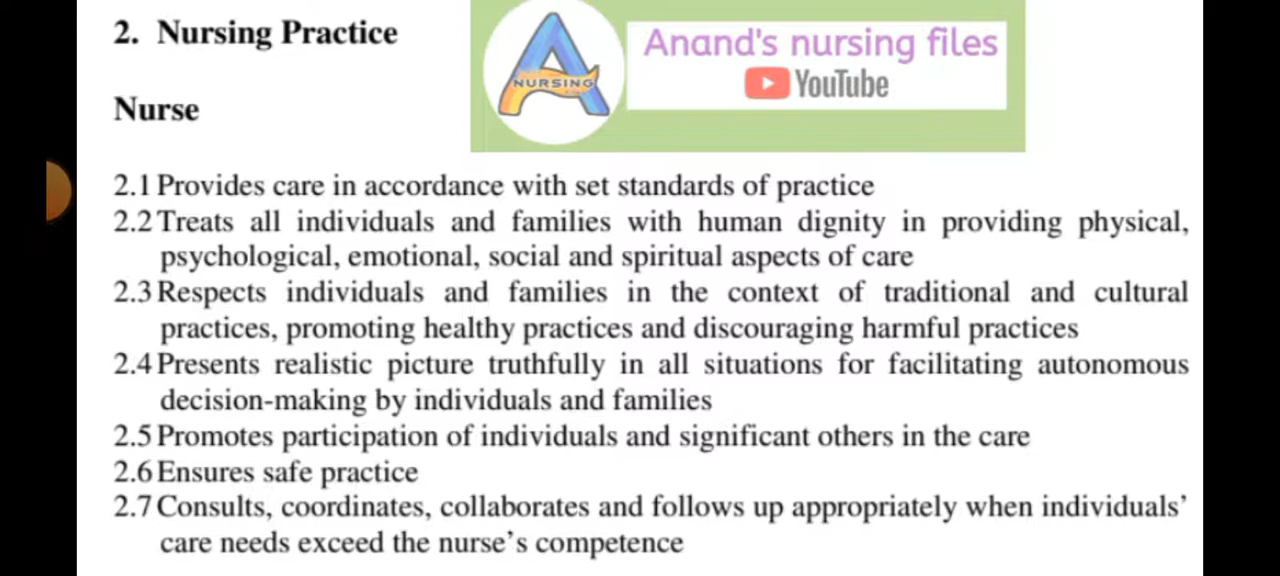 2. Nursing Practice
NURSING
Anand's nursing files
YouTube
Nurse
2.1 Provides care in accordance with set standards of practice
2.2 Treats all individuals and families with human dignity in providing physical,
psychological, emotional, social and spiritual aspects of care
2.3 Respects individuals and families in the context of traditional and cultural
practices, promoting healthy practices and discouraging harmful practices
2.4 Presents realistic picture truthfully in all situations for facilitating autonomous
decision-making by individuals and families
2.5 Promotes participation of individuals and significant others in the care
2.6 Ensures safe practice
2.7 Consults, coordinates, collaborates and follows up appropriately when individuals’
care needs exceed the nurse’s competence